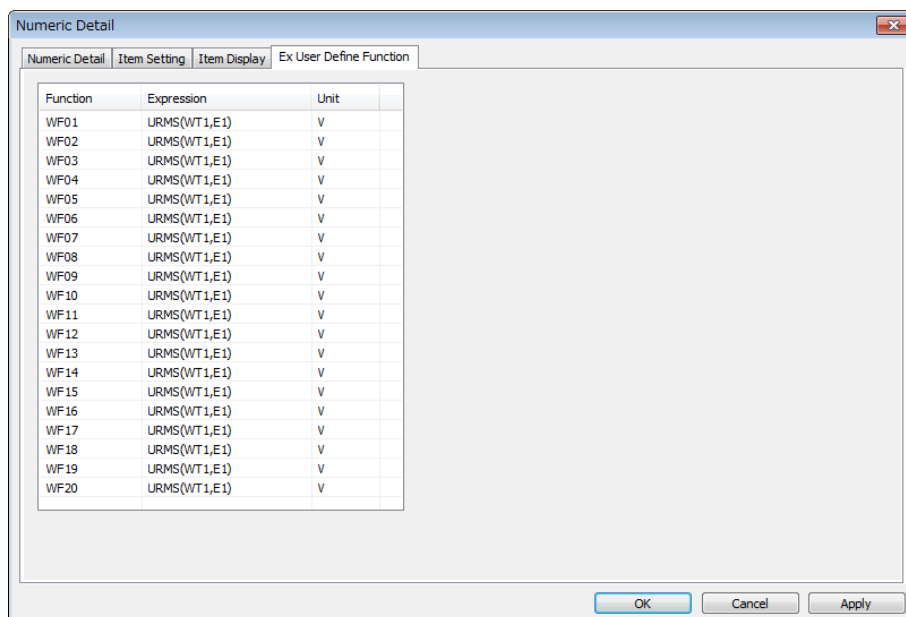 Numeric Detail
Numeric Detail Item Setting Item Display Ex User Define Function
Function Expression Unit
WF01 URMS(WT1,E1) V
WF02 URMS(WT1,E1) V
WF03 URMS(WT1,E1) V
WF04 URMS(WT1,E1) V
WF05 URMS(WT1,E1) V
WF06 URMS(WT1,E1) V
WF07 URMS(WT1,E1) V
WF08 URMS(WT1,E1) V
WF09 URMS(WT1,E1) V
WF10 URMS(WT1,E1) V
WF11 URMS(WT1,E1) V
WF12 URMS(WT1,E1) V
WF13 URMS(WT1,E1) V
WF14 URMS(WT1,E1) V
WF15 URMS(WT1,E1) V
WF16 URMS(WT1,E1) V
WF17 URMS(WT1,E1) V
WF18 URMS(WT1,E1) V
WF19 URMS(WT1,E1) V
WF20 URMS(WT1,E1) V
OK Cancel Apply